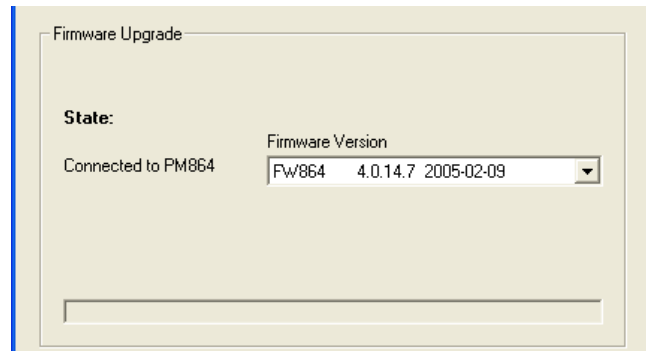 Firmware Upgrade
State:
Firmware Version
Connected to PM864
FW864 4.0.14.7 2005-02-09